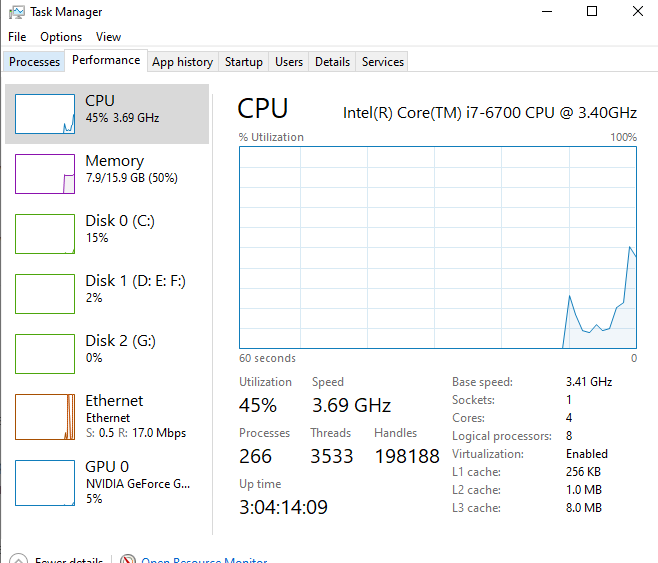 Task Manager
File Options View
Processes Performance App history Startup Users Details Services
CPU
45% 3.69 GHz
Memory
7.9/15.9 GB (50%)
Disk 0 (C:)
15%
Disk 1 (D: E: F:)
2%
Disk 2 (G:)
0%
Ethernet
Ethernet
S: 0.5 R: 17.0 Mbps
GPU 0
NVIDIA GeForce G...
5%
CPU Intel(R) Core(TM) i7-6700 CPU @ 3.40GHz
% Utilization 100%
60 seconds 0
Utilization Speed
45% 3.69 GHz
Processes Threads Handles
266 3533 198188
Up time
3:04:14:09
Base speed: 3.41 GHz
Sockets: 1
Cores: 4
Logical processors: 8
Virtualization: Enabled
L1 cache: 256 KB
L2 cache: 1.0 MB
L3 cache: 8.0 MB
Fewer details Open Resource Monitor